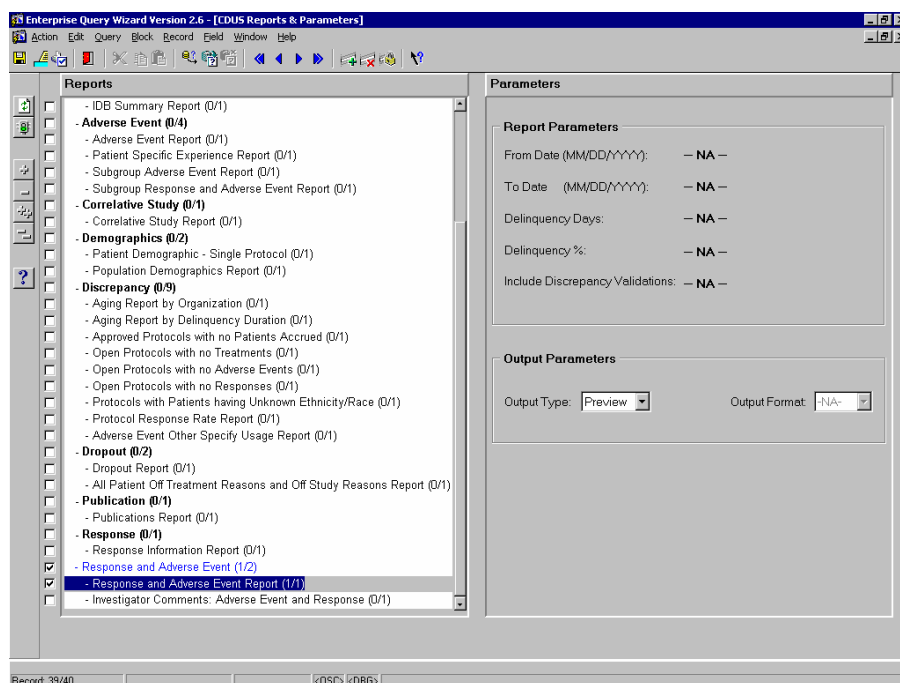 Enterprise Query Wizard Version 2.6 - [CDUS Reports & Parameters]
Action Edit Query Block Record Field Window Help
Reports
- IDB Summary Report (0/1)
- Adverse Event (0/4)
- Adverse Event Report (0/1)
- Patient Specific Experience Report (0/1)
- Subgroup Adverse Event Report (0/1)
- Subgroup Response and Adverse Event Report (0/1)
- Correlative Study (0/1)
- Correlative Study Report (0/1)
- Demographics (0/2)
- Patient Demographic - Single Protocol (0/1)
- Population Demographics Report (0/1)
- Discrepancy (0/9)
- Aging Report by Organization (0/1)
- Aging Report by Delinquency Duration (0/1)
- Approved Protocols with no Patients Accrued (0/1)
- Open Protocols with no Treatments (0/1)
- Open Protocols with no Adverse Events (0/1)
- Open Protocols with no Responses (0/1)
- Protocols with Patients having Unknown Ethnicity/Race (0/1)
- Protocol Response Rate Report (0/1)
- Adverse Event Other Specify Usage Report (0/1)
- Dropout (0/2)
- Dropout Report (0/1)
- All Patient Off Treatment Reasons and Off Study Reasons Report (0/1)
- Publication (0/1)
- Publications Report (0/1)
- Response (0/1)
- Response Information Report (0/1)
- Response and Adverse Event (1/2)
- Response and Adverse Event Report (1/1)
- Investigator Comments: Adverse Event and Response (0/1)
Parameters
Report Parameters
From Date (MM/DD/YYYY): -- NA --
To Date (MM/DD/YYYY): -- NA --
Delinquency Days: -- NA --
Delinquency %: -- NA --
Include Discrepancy Validations: -- NA --
Output Parameters
Output Type: Preview Output Format: -NA-
Record: 39/40 <OSC> <DBG>